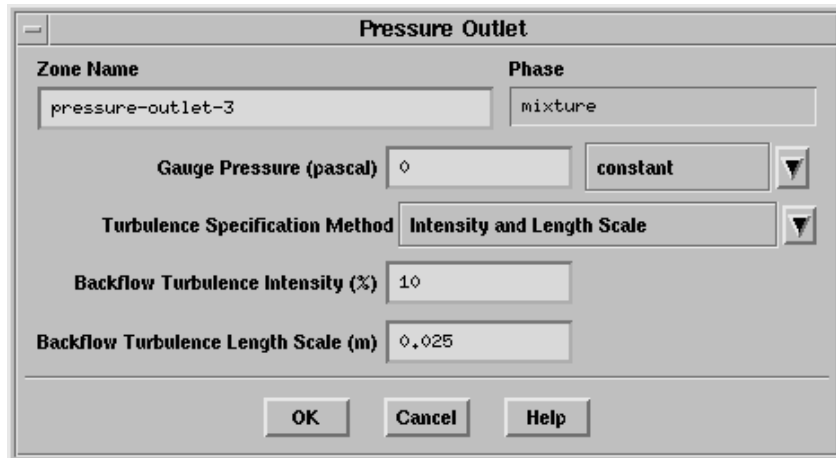 Pressure Outlet
Zone Name Phase
pressure-outlet-3 mixture
Gauge Pressure (pascal) 0 constant
Turbulence Specification Method Intensity and Length Scale
Backflow Turbulence Intensity (%) 10
Backflow Turbulence Length Scale (m) 0.025
OK Cancel Help